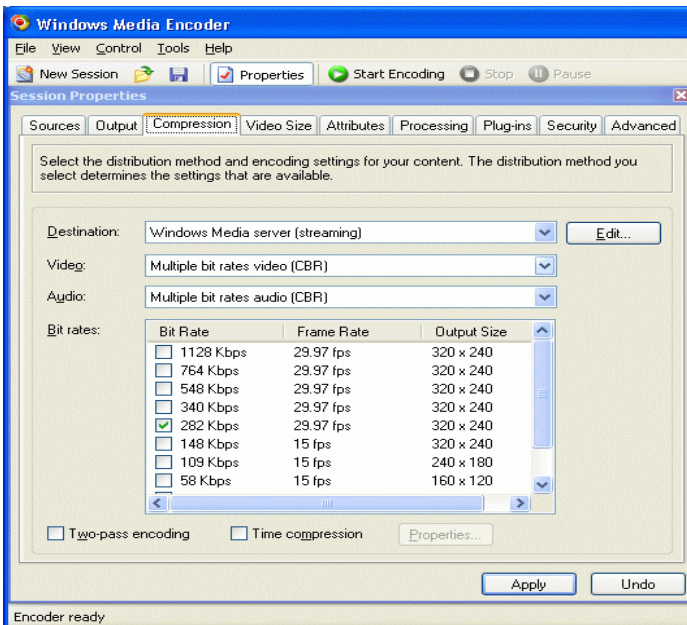 Windows Media Encoder
File View Control Tools Help
New Session Properties Start Encoding Stop Pause
Session Properties
Sources Output Compression Video Size Attributes Processing Plug-ins Security Advanced
Select the distribution method and encoding settings for your content. The distribution method you
select determines the settings that are available.
Destination: Windows Media server (streaming) Edit...
Video: Multiple bit rates video (CBR)
Audio: Multiple bit rates audio (CBR)
Bit rates: Bit Rate Frame Rate Output Size
1128 Kbps 29.97 fps 320 x 240
764 Kbps 29.97 fps 320 x 240
548 Kbps 29.97 fps 320 x 240
340 Kbps 29.97 fps 320 x 240
282 Kbps 29.97 fps 320 x 240
148 Kbps 15 fps 320 x 240
109 Kbps 15 fps 240 x 180
58 Kbps 15 fps 160 x 120
Two-pass encoding Time compression Properties...
Apply Undo
Encoder ready